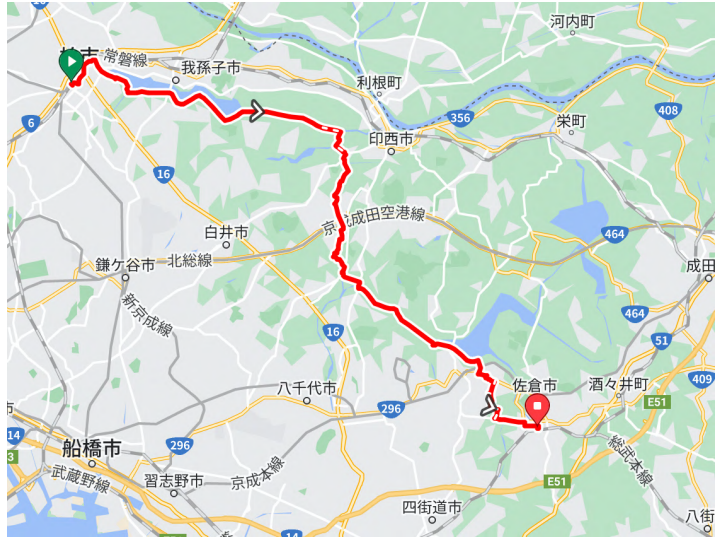 河内町
常磐線
我孫子市
利根町
408
356
栄町
6
印西市
16
京成成田空港線
464
白井市
北総線
成田
鎌ケ谷市
新京成線
464
16
51
佐倉市
酒々井町
409
八千代市
296
E51
14
船橋市
296
総武本線
武蔵野線
習志野市
京成本線
E51
四街道市
八街
14